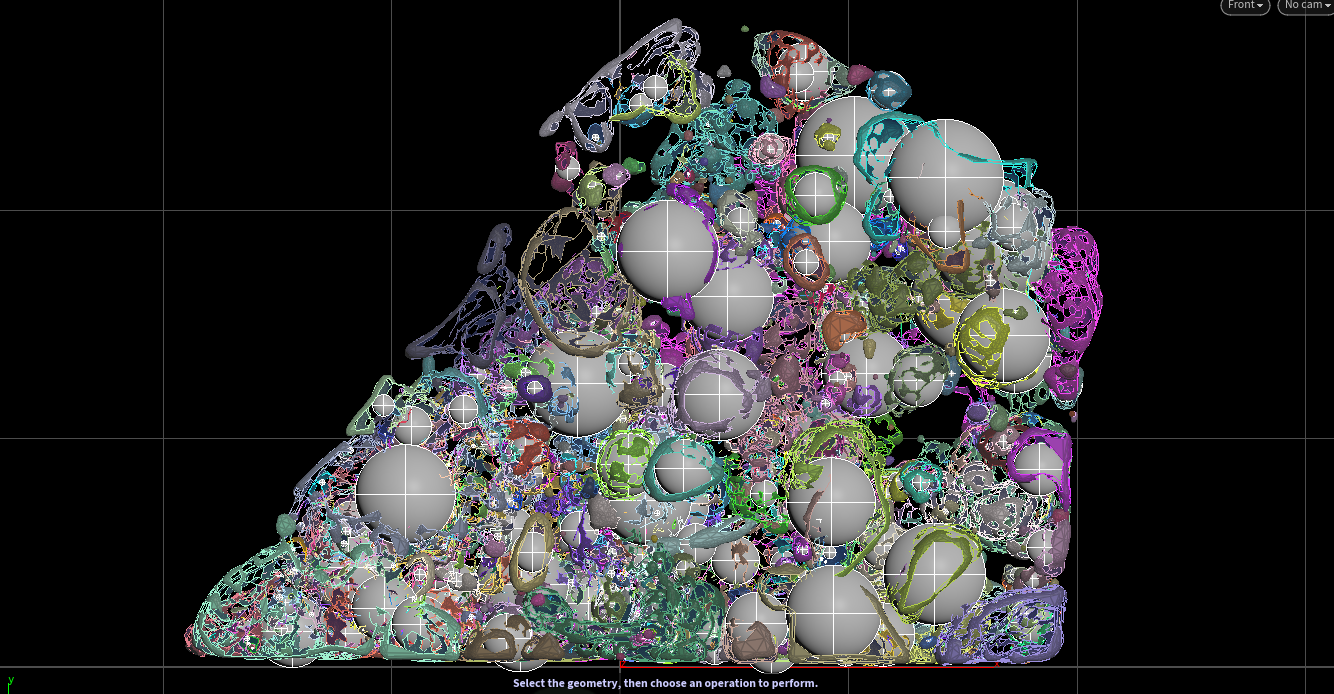 Front
No cam
Select the geometry, then choose an operation to perform.
y